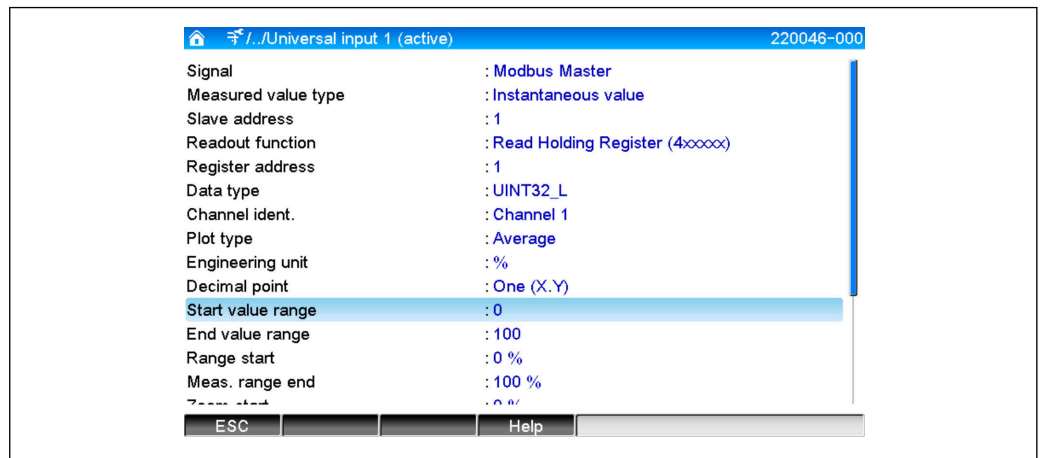 /../Universal input 1 (active) 220046-000
Signal : Modbus Master
Measured value type : Instantaneous value
Slave address : 1
Readout function : Read Holding Register (4xxxxx)
Register address : 1
Data type : UINT32_L
Channel ident. : Channel 1
Plot type : Average
Engineering unit : %
Decimal point : One (X.Y)
Start value range : 0
End value range : 100
Range start : 0 %
Meas. range end : 100 %
Zoom start : 0 %
ESC Help